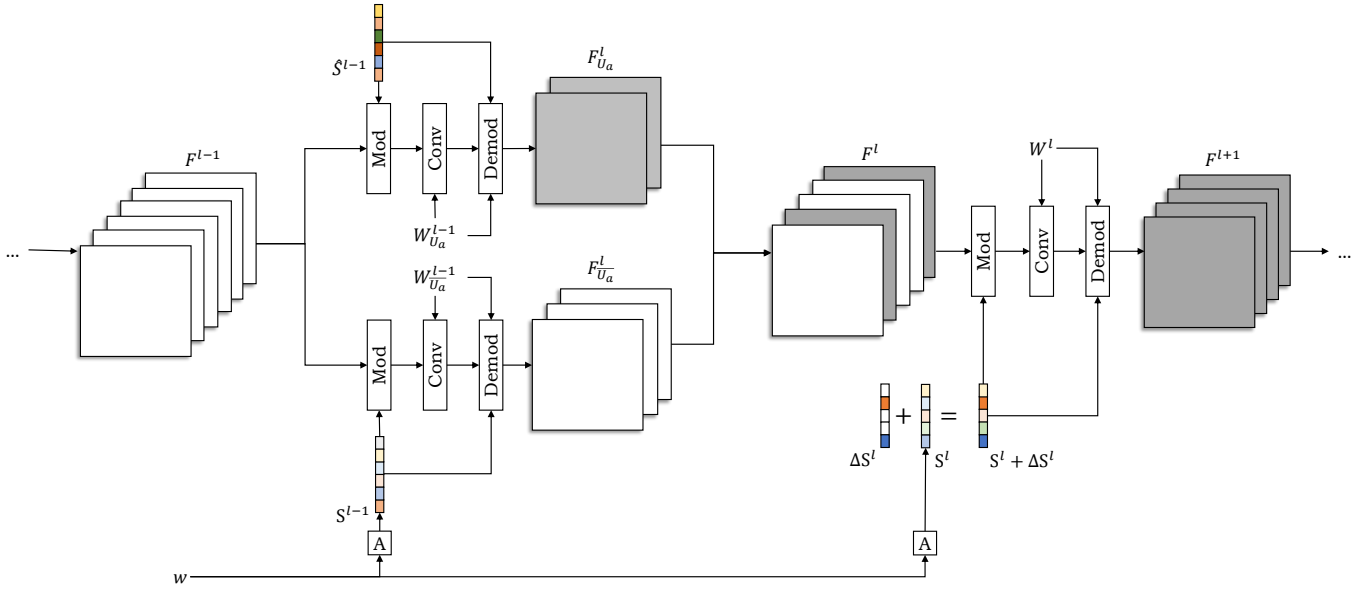 Ŝ^{l−1}
F^l_{U_a}
Mod
Conv
Demod
F^{l−1}
W^{l−1}_{U_a}
...
W^{l−1}_{\overline{U_a}}
F^l_{\overline{U_a}}
Mod
Conv
Demod
S^{l−1}
A
w
F^l
W^l
F^{l+1}
Mod
Conv
Demod
...
+ =
ΔS^l S^l S^l + ΔS^l
A